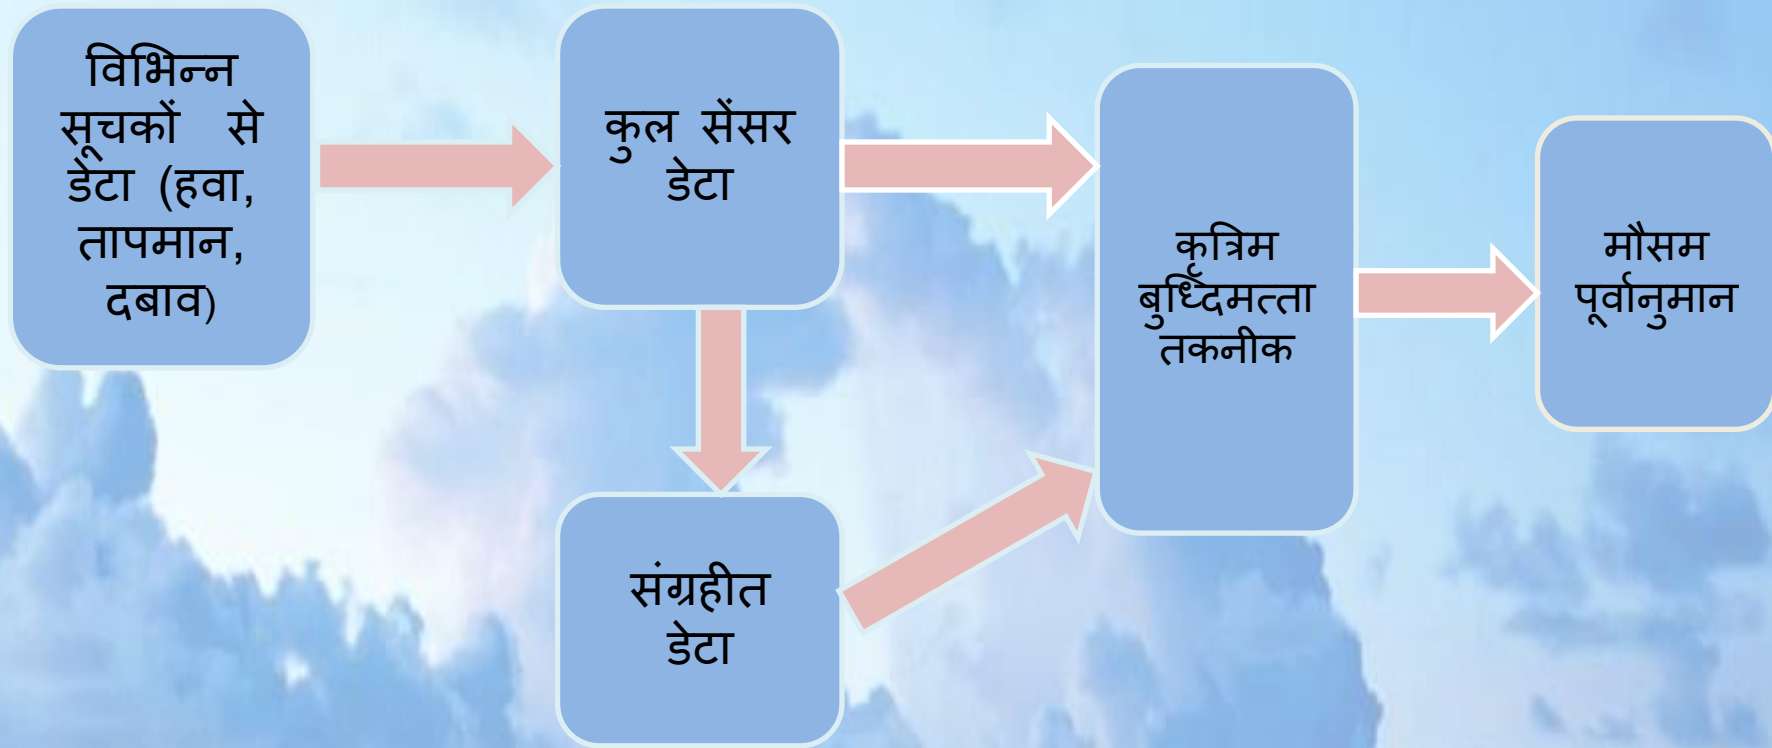 विभिन्न
सूचकों से
डेटा (हवा,
तापमान,
दबाव)
कुल सेंसर
डेटा
संग्रहीत
डेटा
कृत्रिम
बुध्दिमत्ता
तकनीक
मौसम
पूर्वानुमान